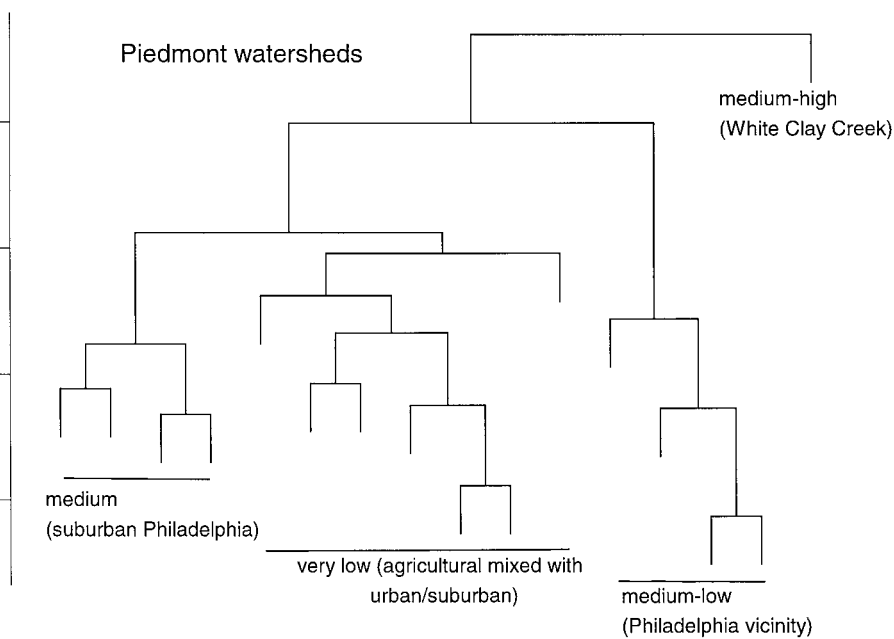 Piedmont watersheds
medium-high
(White Clay Creek)
medium
(suburban Philadelphia)
very low (agricultural mixed with
urban/suburban)
medium-low
(Philadelphia vicinity)